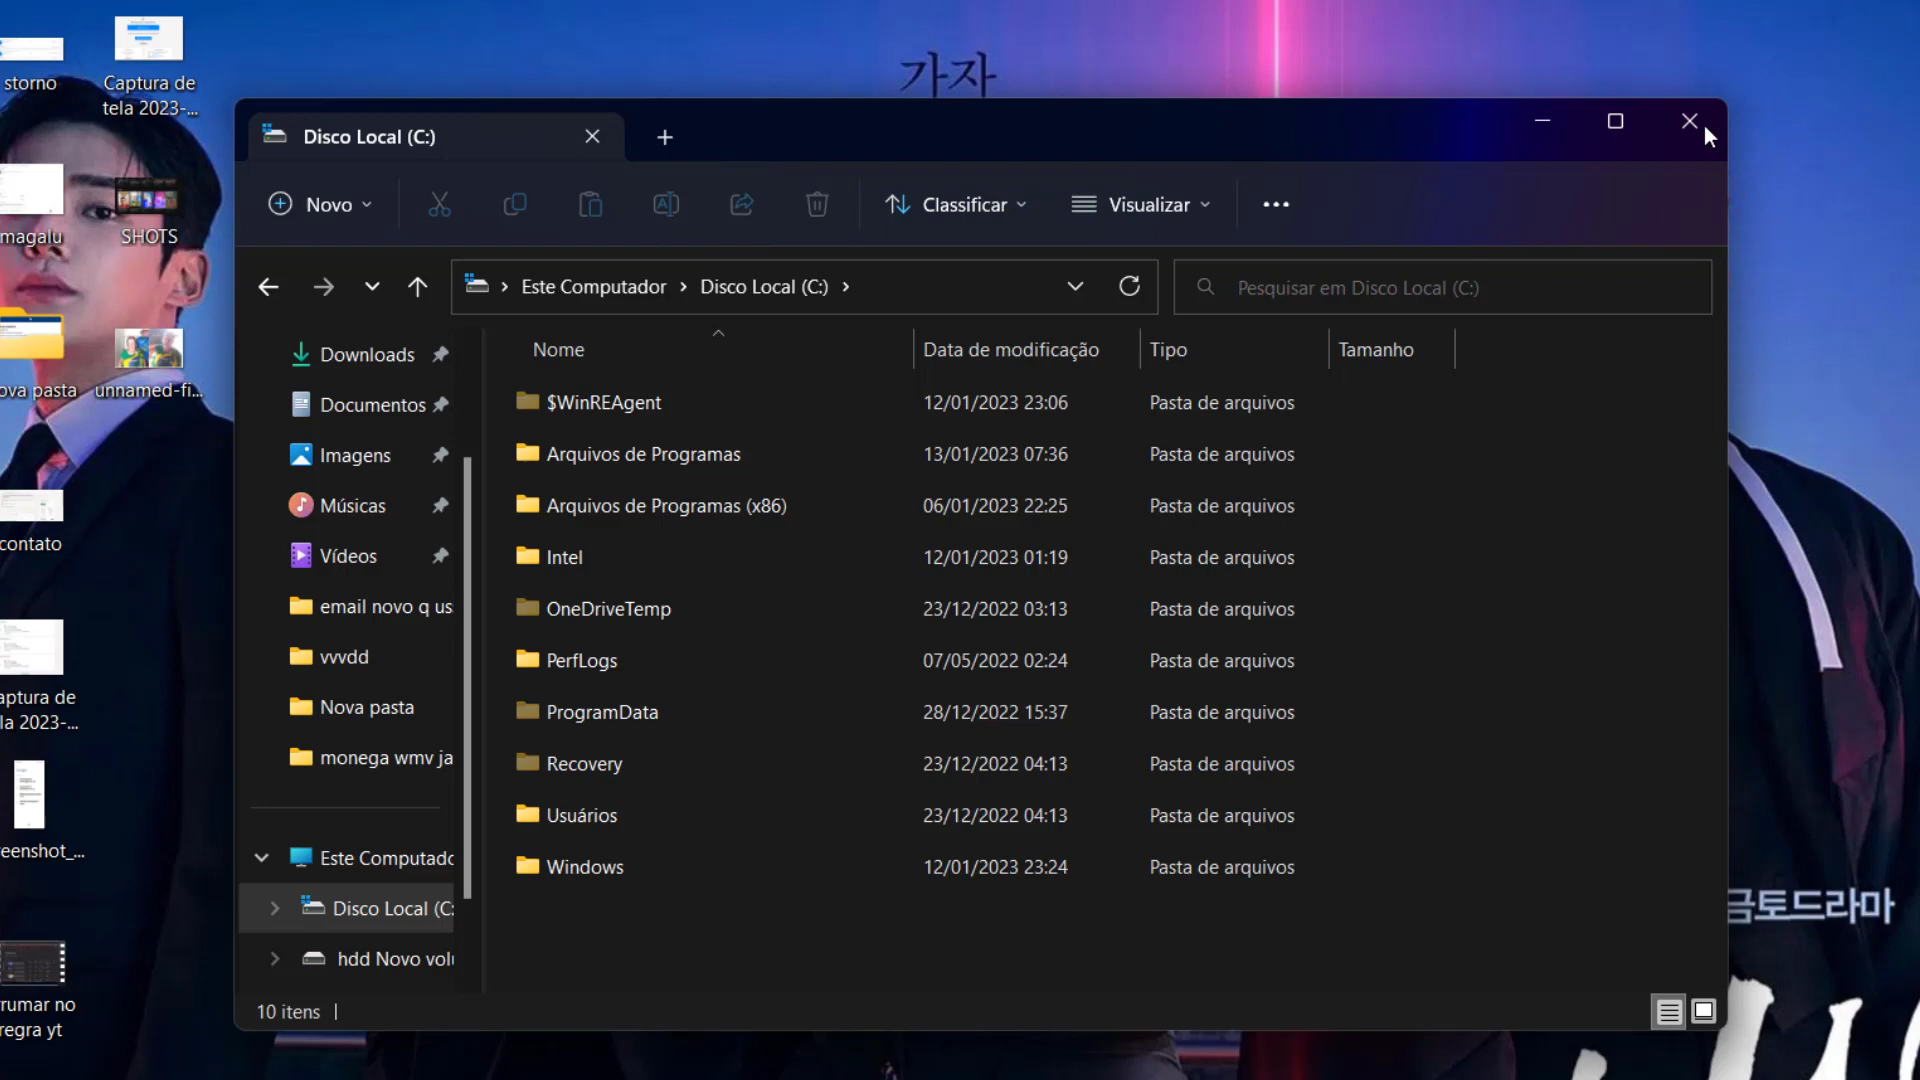 storno
Captura de
tela 2023-...
magalu
SHOTS
ova pasta
unnamed-fi...
contato
aptura de
la 2023-...
eenshot_...
rumar no
regra yt
가자
Disco Local (C:)
Novo
Classificar
Visualizar
Este Computador
Disco Local (C:)
Pesquisar em Disco Local (C:)
Downloads
Documentos
Imagens
Músicas
Vídeos
email novo q us
vvvdd
Nova pasta
monega wmv ja
Este Computado
Disco Local (C:
hdd Novo volu
Nome Data de modificação Tipo Tamanho
$WinREAgent 12/01/2023 23:06 Pasta de arquivos
Arquivos de Programas 13/01/2023 07:36 Pasta de arquivos
Arquivos de Programas (x86) 06/01/2023 22:25 Pasta de arquivos
Intel 12/01/2023 01:19 Pasta de arquivos
OneDriveTemp 23/12/2022 03:13 Pasta de arquivos
PerfLogs 07/05/2022 02:24 Pasta de arquivos
ProgramData 28/12/2022 15:37 Pasta de arquivos
Recovery 23/12/2022 04:13 Pasta de arquivos
Usuários 23/12/2022 04:13 Pasta de arquivos
Windows 12/01/2023 23:24 Pasta de arquivos
10 itens
금토드라마